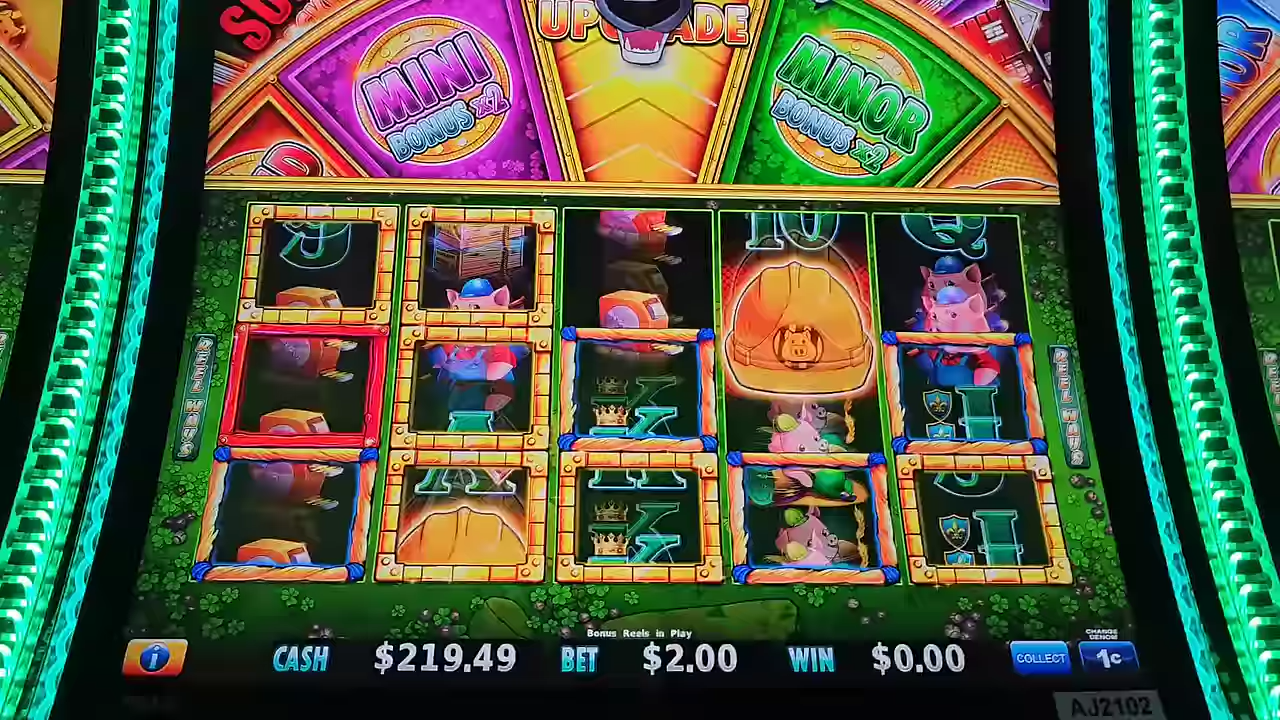 MINI
BONUS x2
UPGRADE
MINOR
BONUS x2
10
Q
REEL WAYS
REEL WAYS
K
K
Bonus Reels in Play
CASH $219.49 BET $2.00 WIN $0.00
COLLECT
CHANGE DENOM
1¢
AJ2102